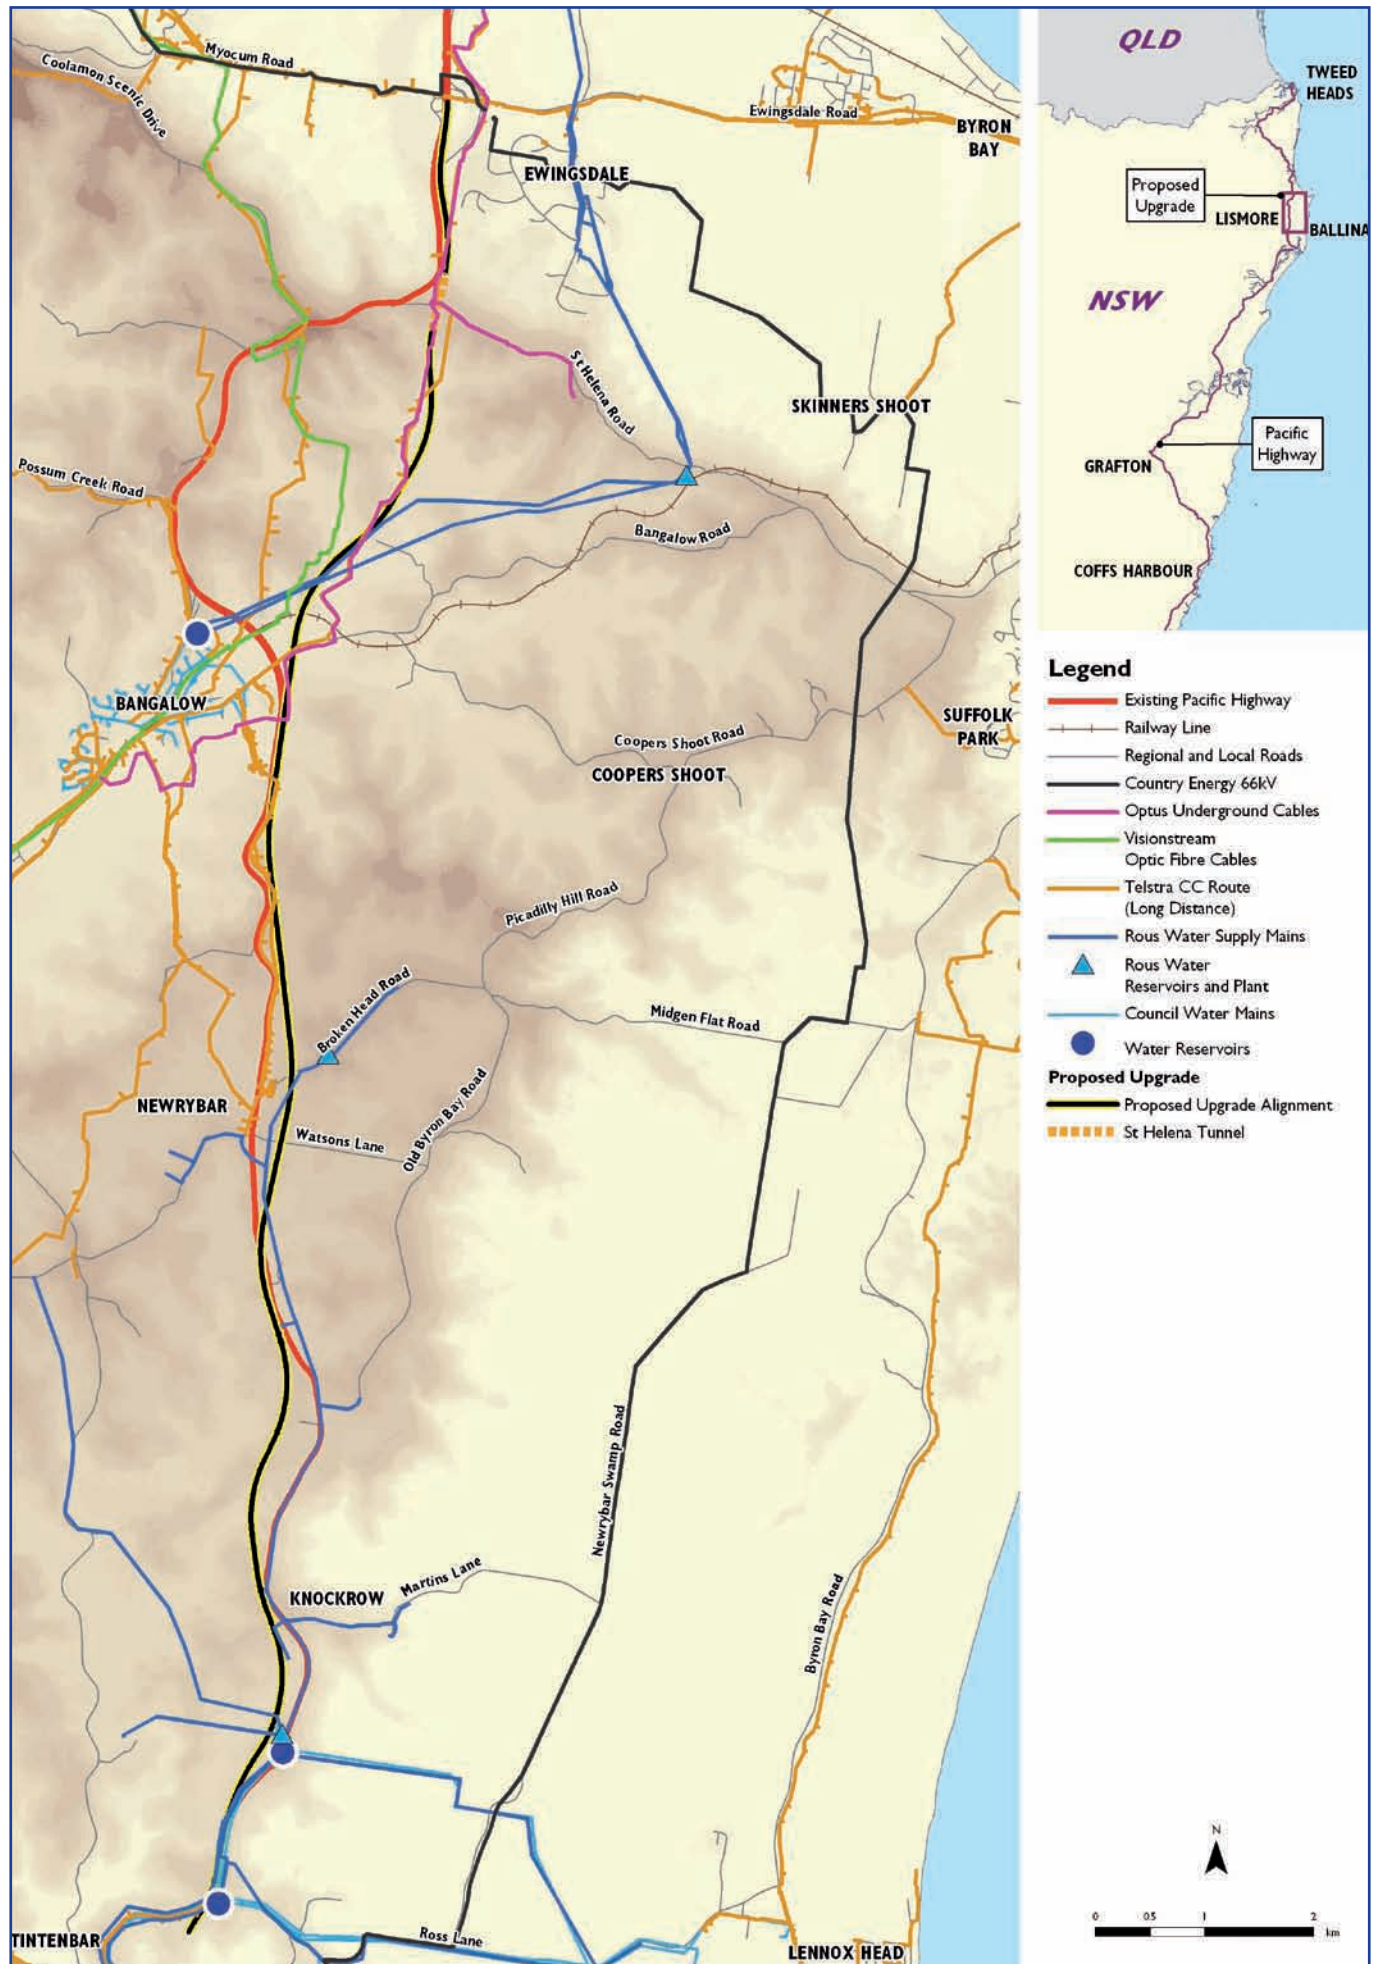 Myocum Road
Coolamon Scenic Drive
Ewingsdale Road
BYRON
BAY
EWINGSDALE
St Helena Road
SKINNERS SHOOT
Possum Creek Road
Bangalow Road
BANGALOW
SUFFOLK
PARK
Coopers Shoot Road
COOPERS SHOOT
Picadilly Hill Road
Broken Head Road
Midgen Flat Road
Old Byron Bay Road
NEWRYBAR
Watsons Lane
Newrybar Swamp Road
KNOCKROW
Martins Lane
Byron Bay Road
TINTENBAR
Ross Lane
LENNOX HEAD
QLD
TWEED
HEADS
Proposed
Upgrade
LISMORE
BALLINA
NSW
Pacific
Highway
GRAFTON
COFFS HARBOUR
Legend
Existing Pacific Highway
Railway Line
Regional and Local Roads
Country Energy 66kV
Optus Underground Cables
Visionstream
Optic Fibre Cables
Telstra CC Route
(Long Distance)
Rous Water Supply Mains
Rous Water
Reservoirs and Plant
Council Water Mains
Water Reservoirs
Proposed Upgrade
Proposed Upgrade Alignment
St Helena Tunnel
N
0 0.5 1 2
km